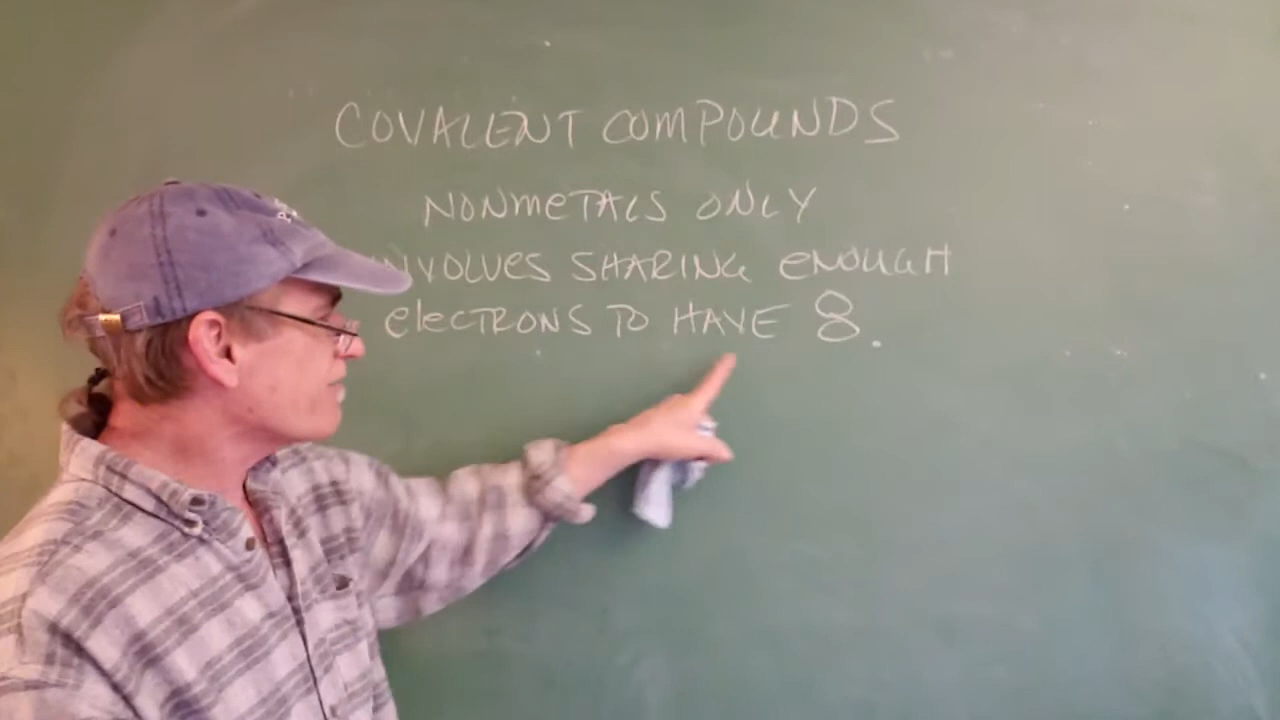 COVALENT COMPOUNDS
NONMETALS ONLY
INVOLVES SHARING ENOUGH
electRONS TO HAVE 8.